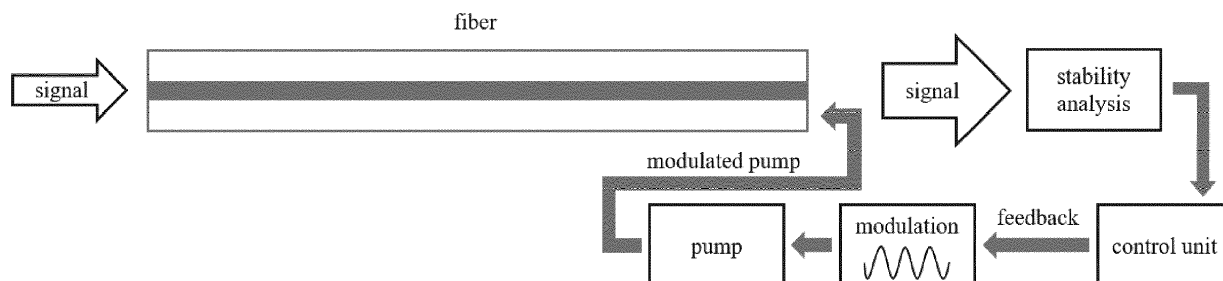 fiber
signal
signal
stability
analysis
modulated pump
pump
modulation
feedback
control unit